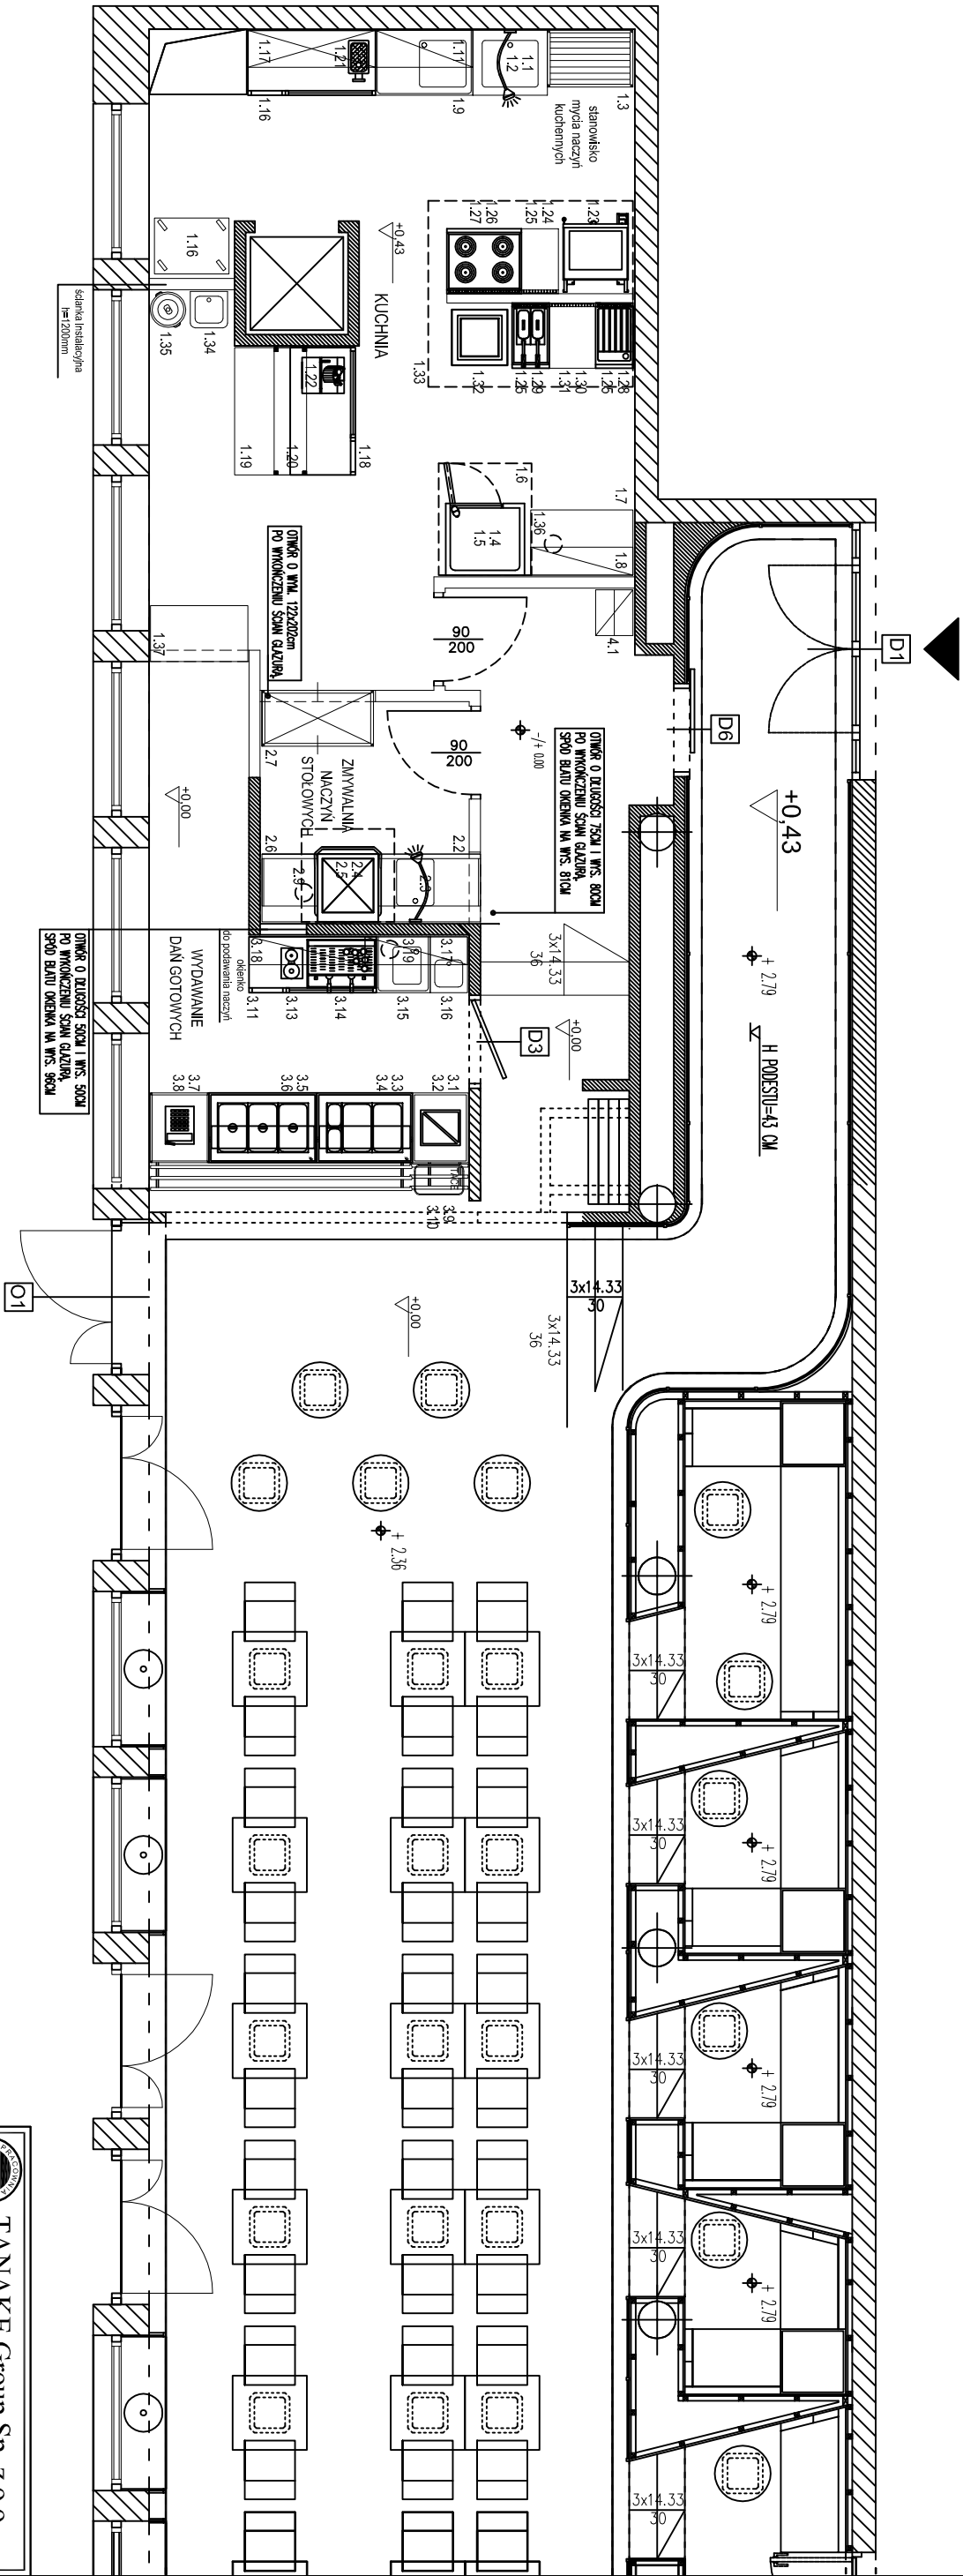 1.17
1.21
1.16
1.11
1.9
1.1
1.2
1.3
stanowisko
mycia naczyń
kuchennych
1.16
1.35
1.34
ścianka instalacyjna
h=1200mm
+0,43
KUCHNIA
1.27
1.26
1.25
1.24
1.23
1.33
1.32
1.25
1.29
1.31
1.30
1.25
1.28
1.22
1.19
1.20
1.18
1.6
1.7
1.36
1.4
1.5
1.8
4.1
OTWÓR O WYM. 122x202cm
PO WYKOŃCZENIU ŚCIAN GLAZURĄ
1.37
90
200
90
200
D1
D6
-/+ 0.00
+0,43
+ 2.79
H PODESTU=43 CM
OTWÓR O DŁUGOŚCI 75CM I WYS. 80CM
PO WYKOŃCZENIU ŚCIAN GLAZURĄ
SPÓD BLATU OKIENKA NA WYS. 81CM
2.7
ZMYWALNIA
NACZYŃ
STOŁOWYCH
+0,00
2.6
2.9
2.5
2.4
2.3
2.2
3x14.33
36
OTWÓR O DŁUGOŚCI 50CM I WYS. 50CM
PO WYKOŃCZENIU ŚCIAN GLAZURĄ
SPÓD BLATU OKIENKA NA WYS. 96CM
okienko
do podawania naczyń
WYDAWANIE
DAŃ GOTOWYCH
3.18
3.19
3.17
3.11
3.13
3.14
3.15
3.16
D3
+0,00
3.8
3.7
3.6
3.5
3.4
3.3
3.2
3.1
TACE
3.10
3.9
O1
3x14.33
30
3x14.33
36
+0,00
+ 2.36
+ 2.79
3x14.33
30
3x14.33
30
+ 2.79
3x14.33
30
+ 2.79
3x14.33
30
+ 2.79
3x14.33
30
PRACOWNIA
TANAKE Group Sp. z o.o.